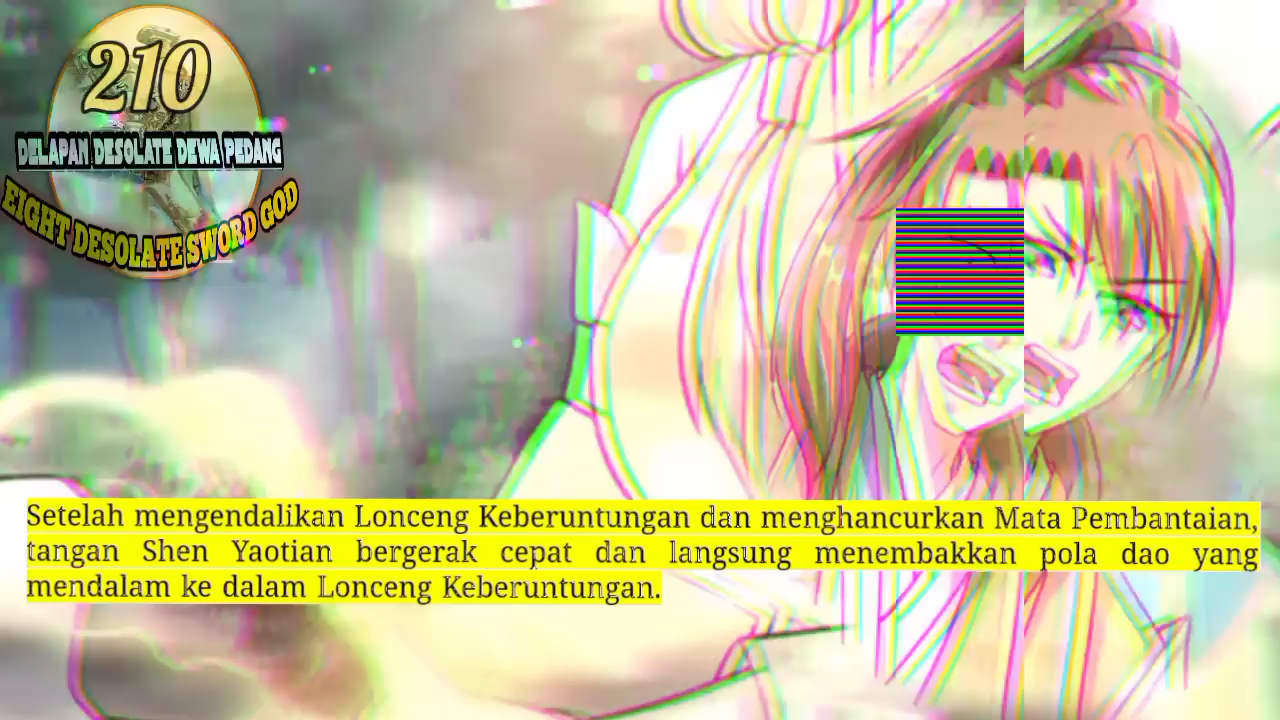 210
DELAPAN DESOLATE DEWA PEDANG
EIGHT DESOLATE SWORD GOD
Setelah mengendalikan Lonceng Keberuntungan dan menghancurkan Mata Pembantaian,
tangan Shen Yaotian bergerak cepat dan langsung menembakkan pola dao yang
mendalam ke dalam Lonceng Keberuntungan.